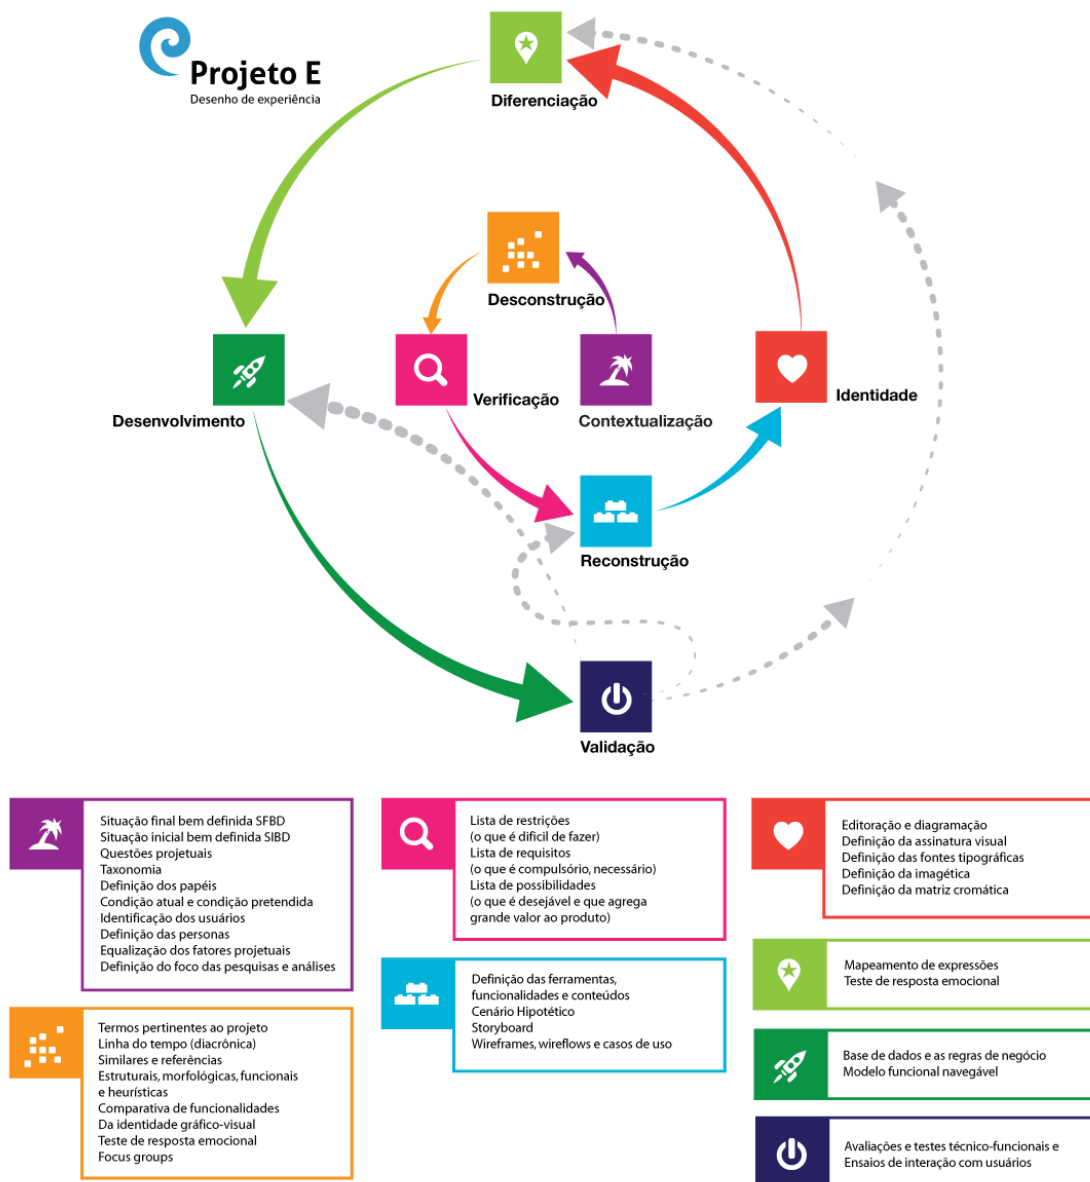 Projeto E
Desenho de experiência
Diferenciação
Desconstrução
Verificação
Contextualização
Identidade
Desenvolvimento
Reconstrução
Validação
Situação final bem definida SFBD
Situação inicial bem definida SIBD
Questões projetuais
Taxonomia
Definição dos papéis
Condição atual e condição pretendida
Identificação dos usuários
Definição das personas
Equalização dos fatores projetuais
Definição do foco das pesquisas e análises
Termos pertinentes ao projeto
Linha do tempo (diacrônica)
Similares e referências
Estruturais, morfológicas, funcionais
e heurísticas
Comparativa de funcionalidades
Da identidade gráfico-visual
Teste de resposta emocional
Focus groups
Lista de restrições
(o que é dificil de fazer)
Lista de requisitos
(o que é compulsório, necessário)
Lista de possibilidades
(o que é desejável e que agrega
grande valor ao produto)
Definição das ferramentas,
funcionalidades e conteúdos
Cenário Hipotético
Storyboard
Wireframes, wireflows e casos de uso
Editoração e diagramação
Definição da assinatura visual
Definição das fontes tipográficas
Definição da imagética
Definição da matriz cromática
Mapeamento de expressões
Teste de resposta emocional
Base de dados e as regras de negócio
Modelo funcional navegável
Avaliações e testes técnico-funcionais e
Ensaios de interação com usuários